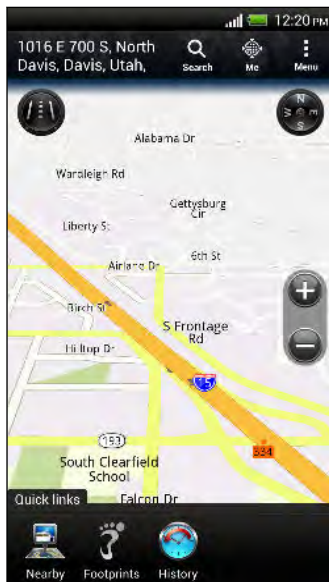 12:20 PM
1016 E 700 S, North
Davis, Davis, Utah,
Search
Me
Menu
N
W E
S
Alabama Dr
Wardleigh Rd
Gettysburg
Cir
Liberty St
6th St
Airlane Dr
Birch St
S Frontage
Rd
Hilltop Dr
15
193
334
South Clearfield
School
Quick links
Falcon Dr
Nearby
Footprints
History